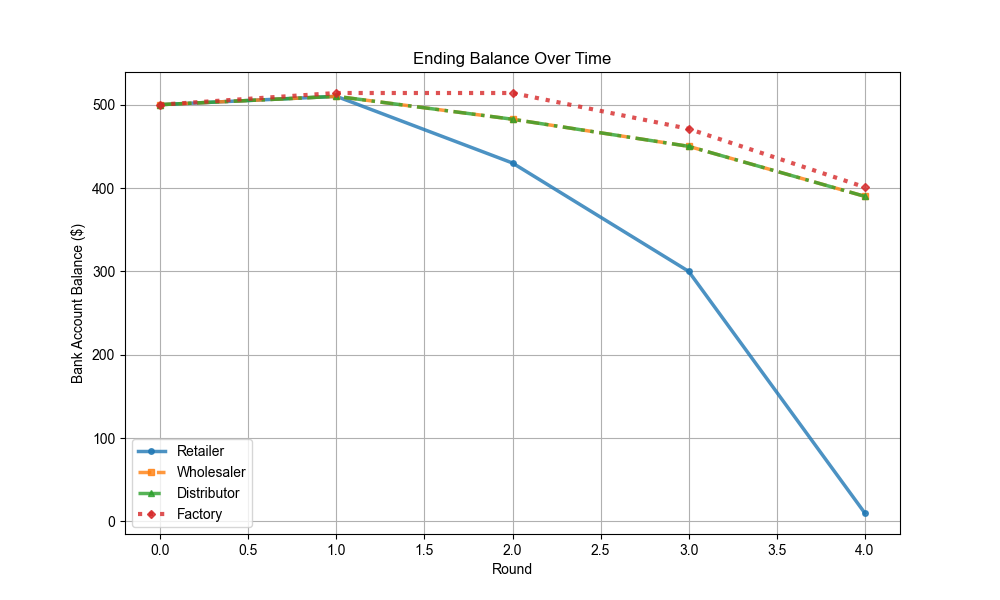 Ending Balance Over Time
Bank Account Balance ($)
500
400
300
200
100
0
Retailer
Wholesaler
Distributor
Factory
0.0 0.5 1.0 1.5 2.0 2.5 3.0 3.5 4.0
Round